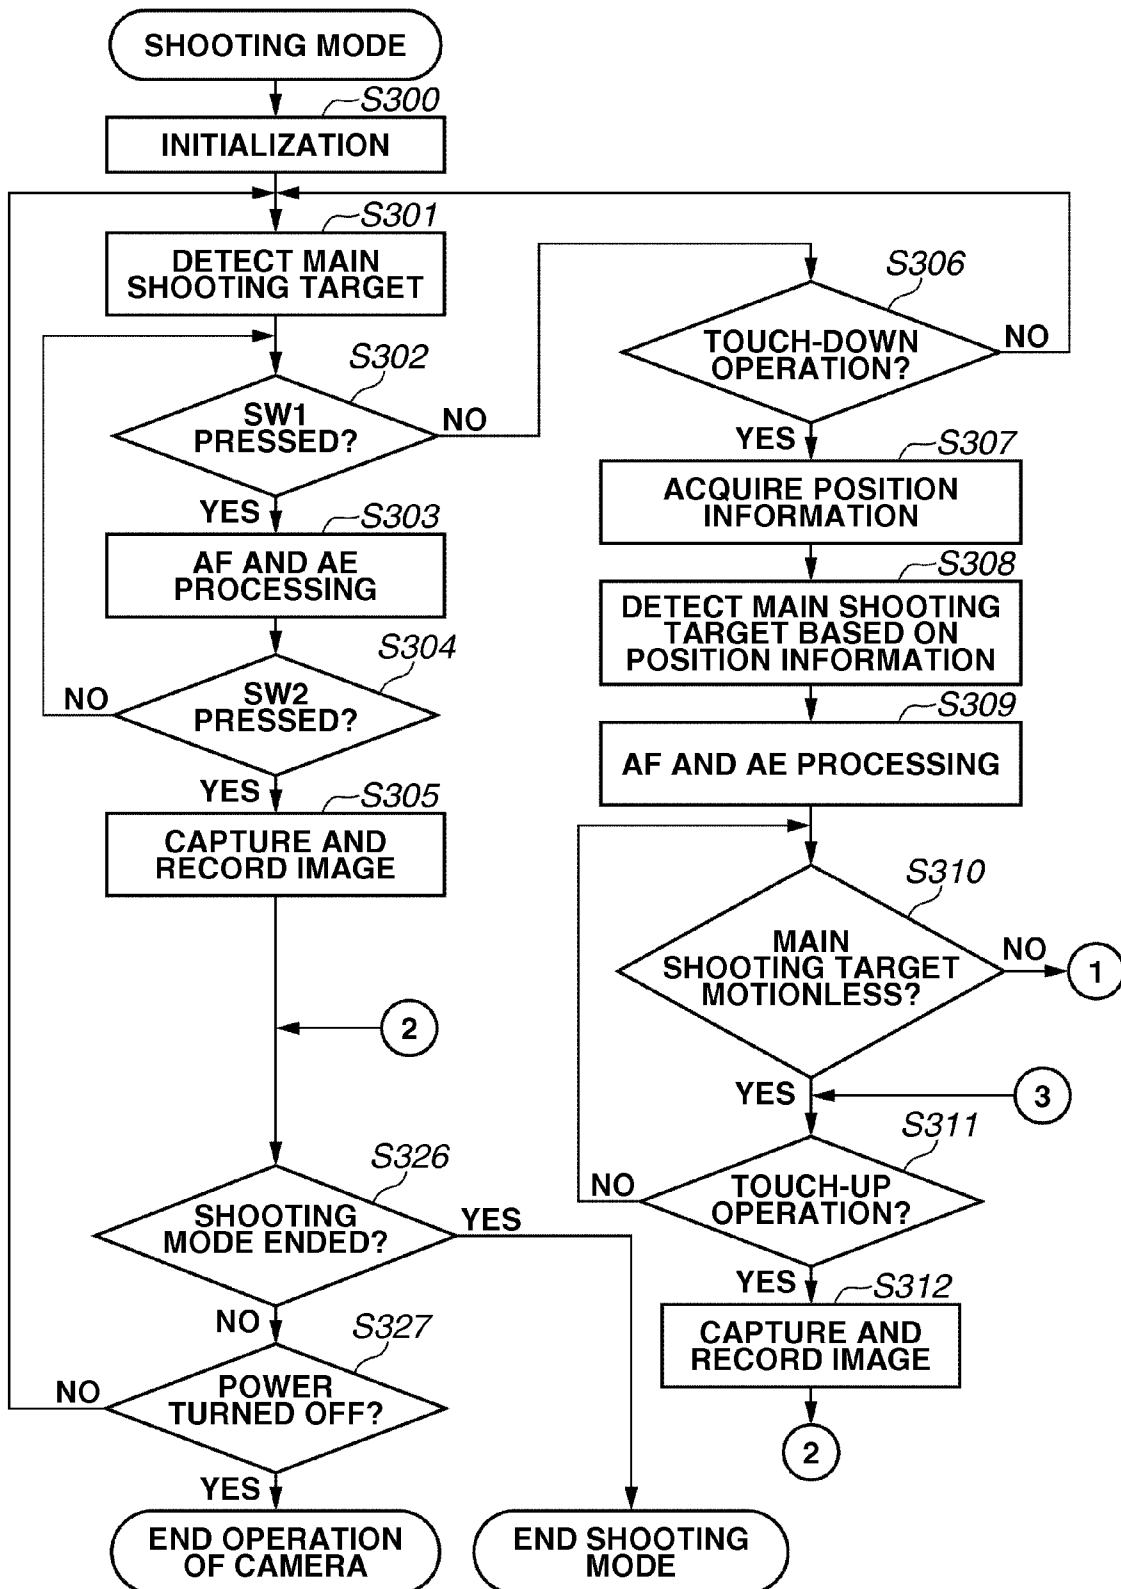 SHOOTING MODE
S300
INITIALIZATION
S301
DETECT MAIN
SHOOTING TARGET
S302
SW1
PRESSED?
NO
YES
S303
AF AND AE
PROCESSING
S304
SW2
PRESSED?
NO
YES
S305
CAPTURE AND
RECORD IMAGE
2
S326
SHOOTING
MODE ENDED?
YES
NO
S327
POWER
TURNED OFF?
NO
YES
END OPERATION
OF CAMERA
END SHOOTING
MODE
S306
TOUCH-DOWN
OPERATION?
NO
YES
S307
ACQUIRE POSITION
INFORMATION
S308
DETECT MAIN SHOOTING
TARGET BASED ON
POSITION INFORMATION
S309
AF AND AE PROCESSING
S310
MAIN
SHOOTING TARGET
MOTIONLESS?
NO
1
YES
3
S311
TOUCH-UP
OPERATION?
NO
YES
S312
CAPTURE AND
RECORD IMAGE
2